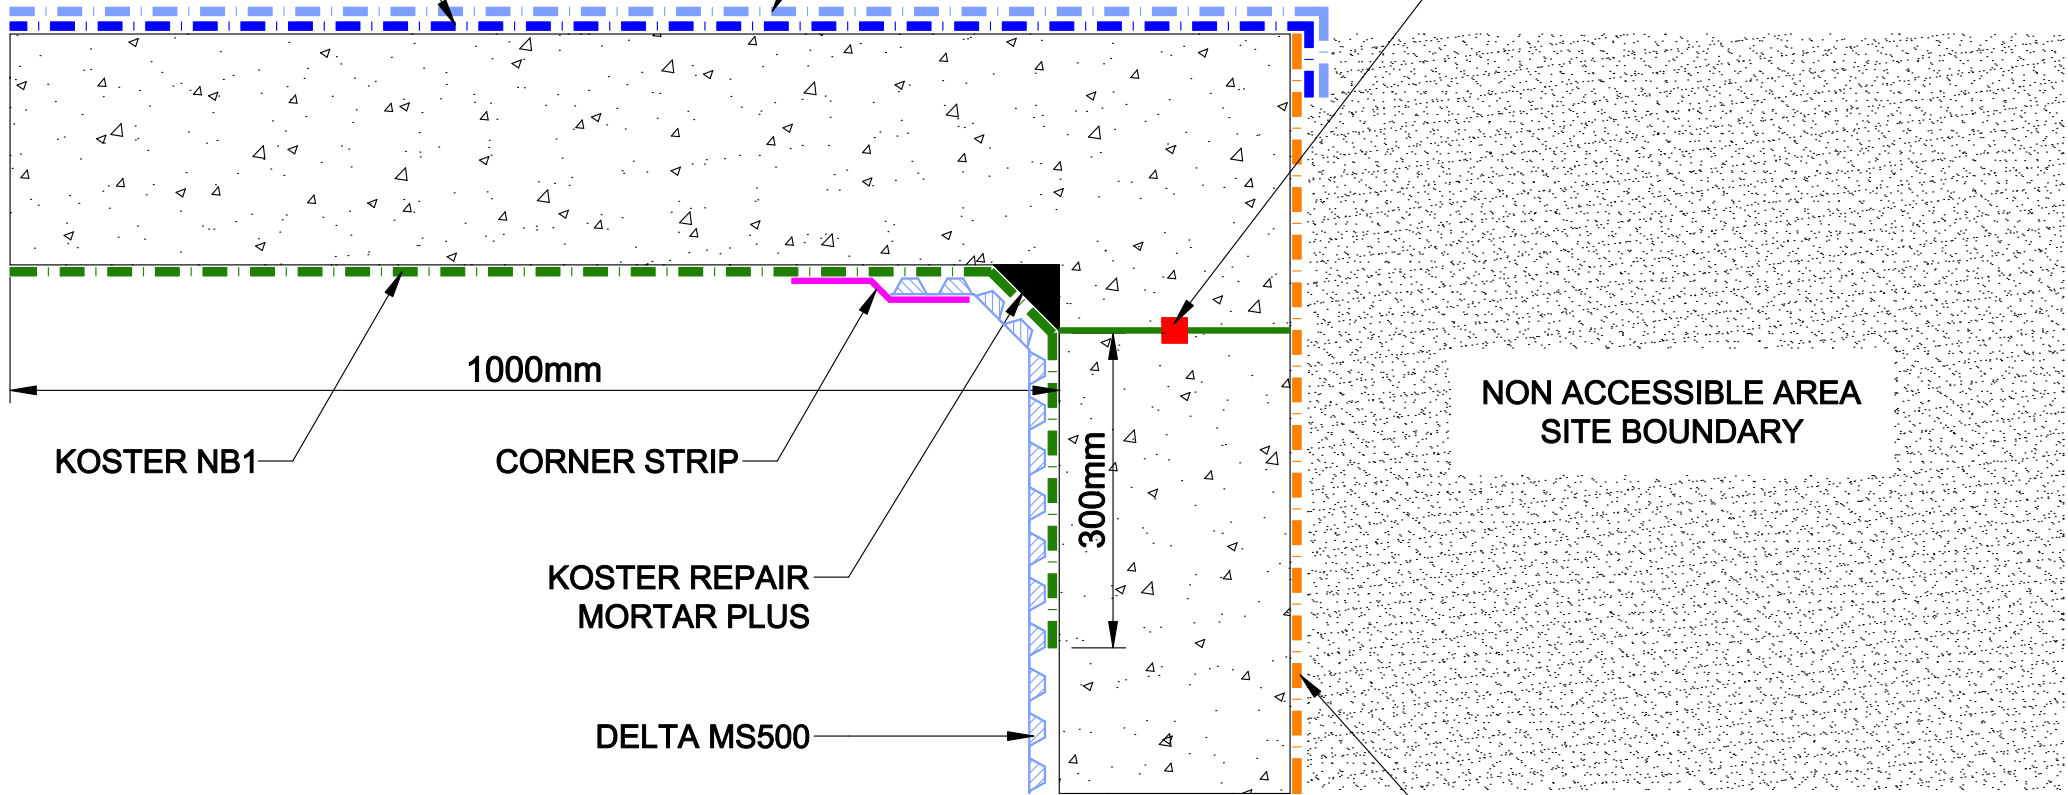 1000mm
NON ACCESSIBLE AREA
SITE BOUNDARY
KOSTER NB1
CORNER STRIP
300mm
KOSTER REPAIR
MORTAR PLUS
DELTA MS500